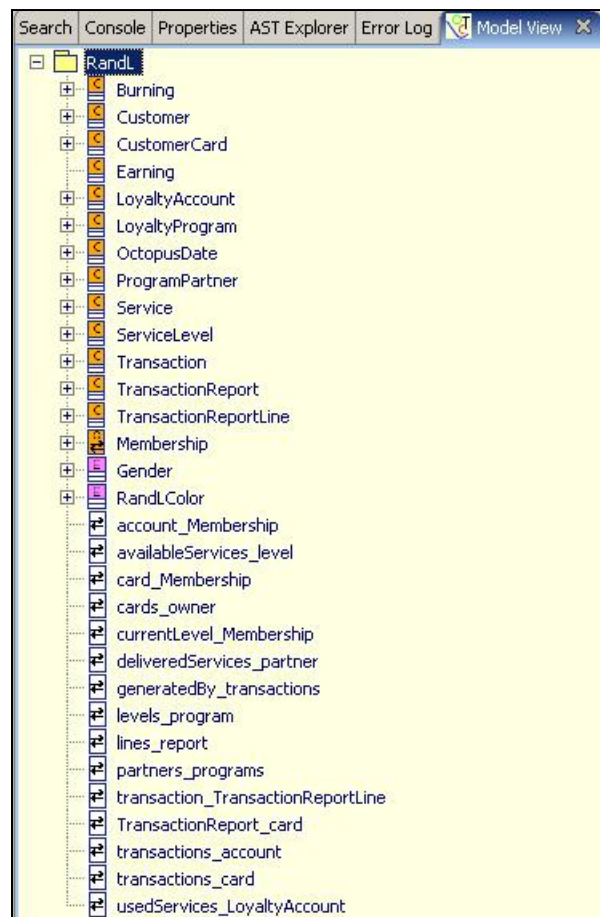 Search Console Properties AST Explorer Error Log Model View
RandL
Burning
Customer
CustomerCard
Earning
LoyaltyAccount
LoyaltyProgram
OctopusDate
ProgramPartner
Service
ServiceLevel
Transaction
TransactionReport
TransactionReportLine
Membership
Gender
RandLColor
account_Membership
availableServices_level
card_Membership
cards_owner
currentLevel_Membership
deliveredServices_partner
generatedBy_transactions
levels_program
lines_report
partners_programs
transaction_TransactionReportLine
TransactionReport_card
transactions_account
transactions_card
usedServices_LoyaltyAccount